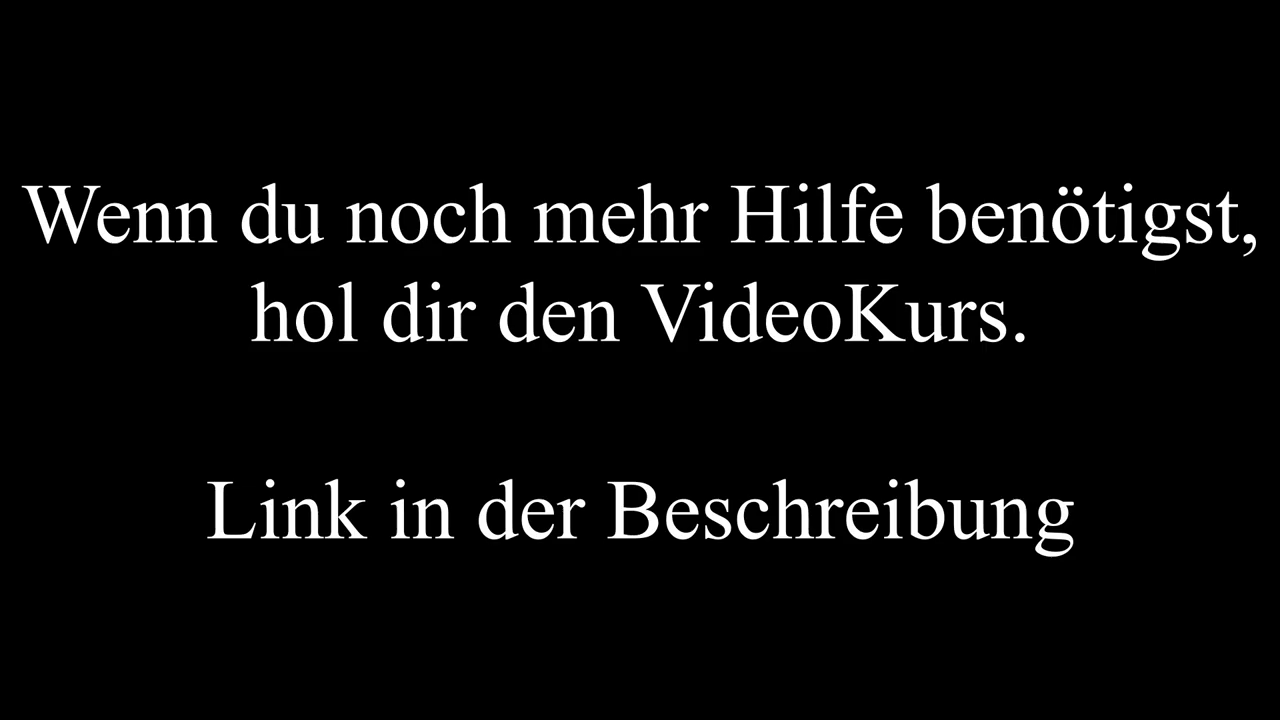 Wenn du noch mehr Hilfe benötigst,
hol dir den VideoKurs.
Link in der Beschreibung